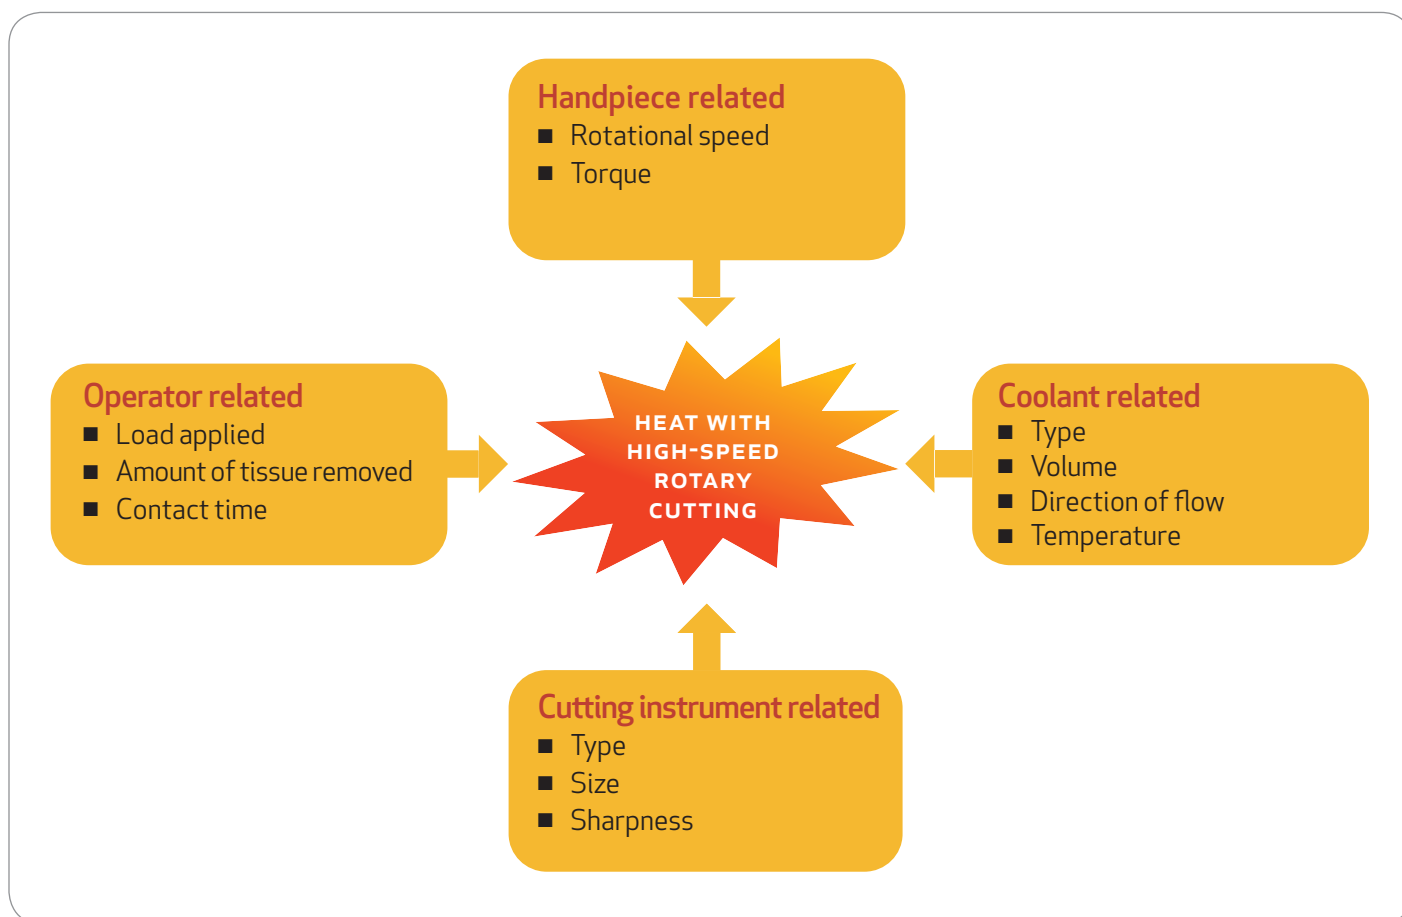 Handpiece related
■ Rotational speed
■ Torque
Operator related
■ Load applied
■ Amount of tissue removed
■ Contact time
HEAT WITH
HIGH-SPEED
ROTARY
CUTTING
Coolant related
■ Type
■ Volume
■ Direction of flow
■ Temperature
Cutting instrument related
■ Type
■ Size
■ Sharpness